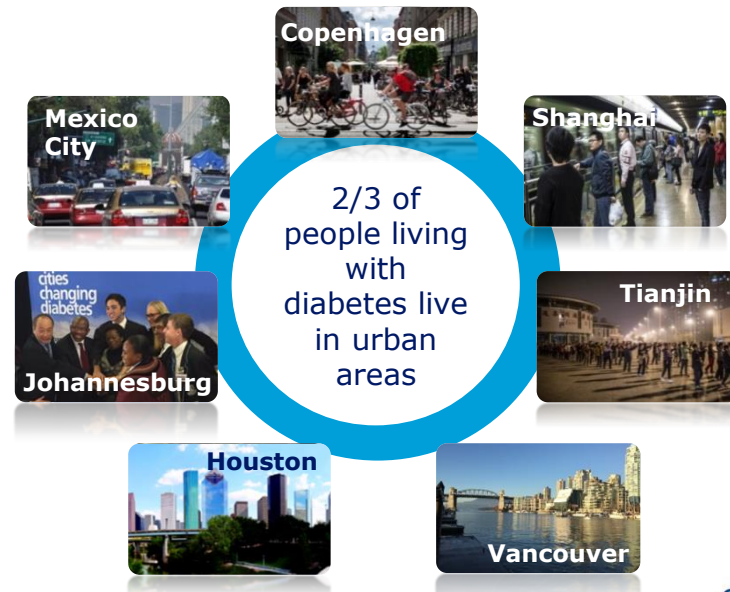 Copenhagen
Mexico
City
Shanghai
2/3 of
people living
with
diabetes live
in urban
areas
cities
changing
diabetes
Johannesburg
Tianjin
Houston
Vancouver